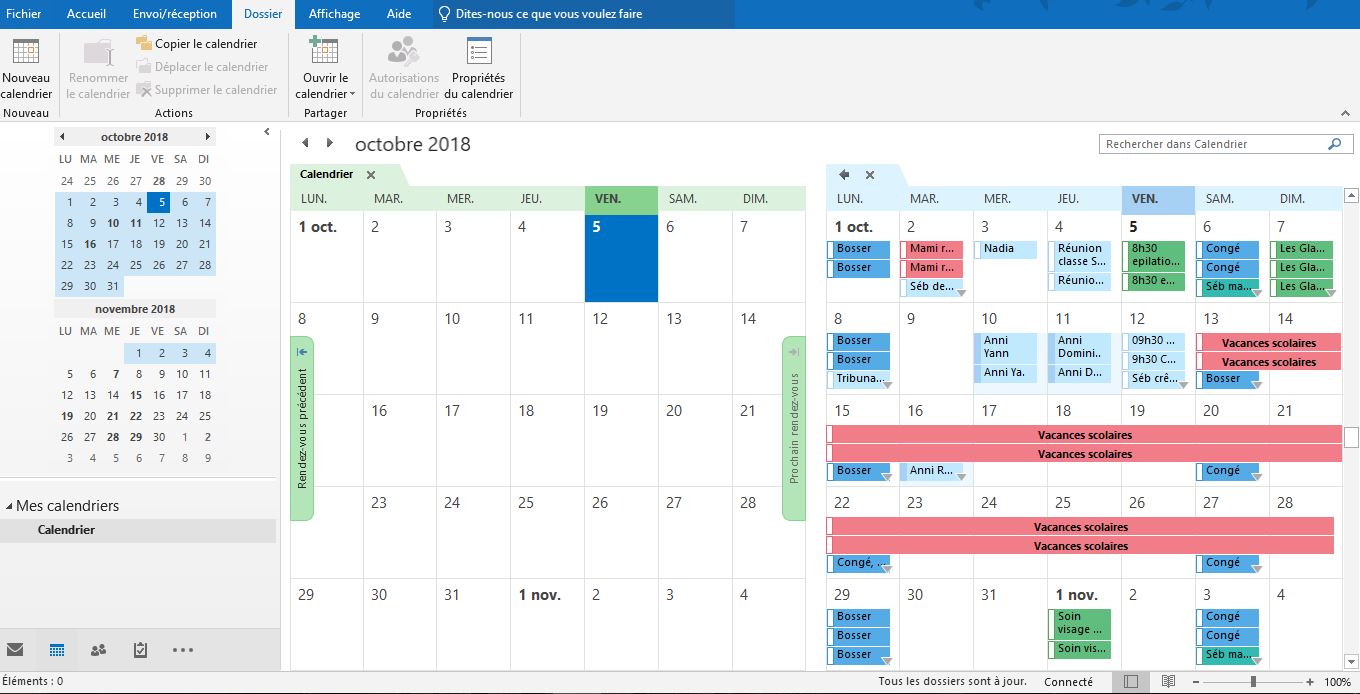 Fichier Accueil Envoi/réception Dossier Affichage Aide Dites-nous ce que vous voulez faire
Nouveau calendrier
Renommer le calendrier
Copier le calendrier
Déplacer le calendrier
Supprimer le calendrier
Ouvrir le calendrier
Autorisations du calendrier
Propriétés du calendrier
Nouveau Actions Partager Propriétés
octobre 2018
LU MA ME JE VE SA DI
24 25 26 27 28 29 30
1 2 3 4 5 6 7
8 9 10 11 12 13 14
15 16 17 18 19 20 21
22 23 24 25 26 27 28
29 30 31
novembre 2018
LU MA ME JE VE SA DI
1 2 3 4
5 6 7 8 9 10 11
12 13 14 15 16 17 18
19 20 21 22 23 24 25
26 27 28 29 30 1 2
3 4 5 6 7 8 9
Mes calendriers
Calendrier
octobre 2018
Rechercher dans Calendrier
Calendrier
LUN. MAR. MER. JEU. VEN. SAM. DIM.
1 oct. 2 3 4 5 6 7
8 9 10 11 12 13 14
16 17 18 19 20 21
23 24 25 26 27 28
29 30 31 1 nov. 2 3 4
Rendez-vous précédent
Prochain rendez-vous
LUN. MAR. MER. JEU. VEN. SAM. DIM.
1 oct. 2 3 4 5 6 7
Bosser Mami r... Nadia Réunion classe S... 8h30 epilatio... Congé Les Gla...
Bosser Mami r... Réunio... 8h30 e... Congé Les Gla...
Séb de... Séb ma... Les Gla...
8 9 10 11 12 13 14
Bosser Anni Yann Anni Domini.. 09h30 ... Vacances scolaires
Bosser Anni Ya. Anni D... 9h30 C... Vacances scolaires
Tribuna... Séb crê... Bosser
15 16 17 18 19 20 21
Vacances scolaires
Vacances scolaires
Bosser Anni R... Congé
22 23 24 25 26 27 28
Vacances scolaires
Vacances scolaires
Congé, ... Congé
29 30 31 1 nov. 2 3 4
Bosser Soin visage ... Congé
Bosser Soin vis... Congé
Bosser Séb ma...
Éléments : 0 Tous les dossiers sont à jour. Connecté 100%